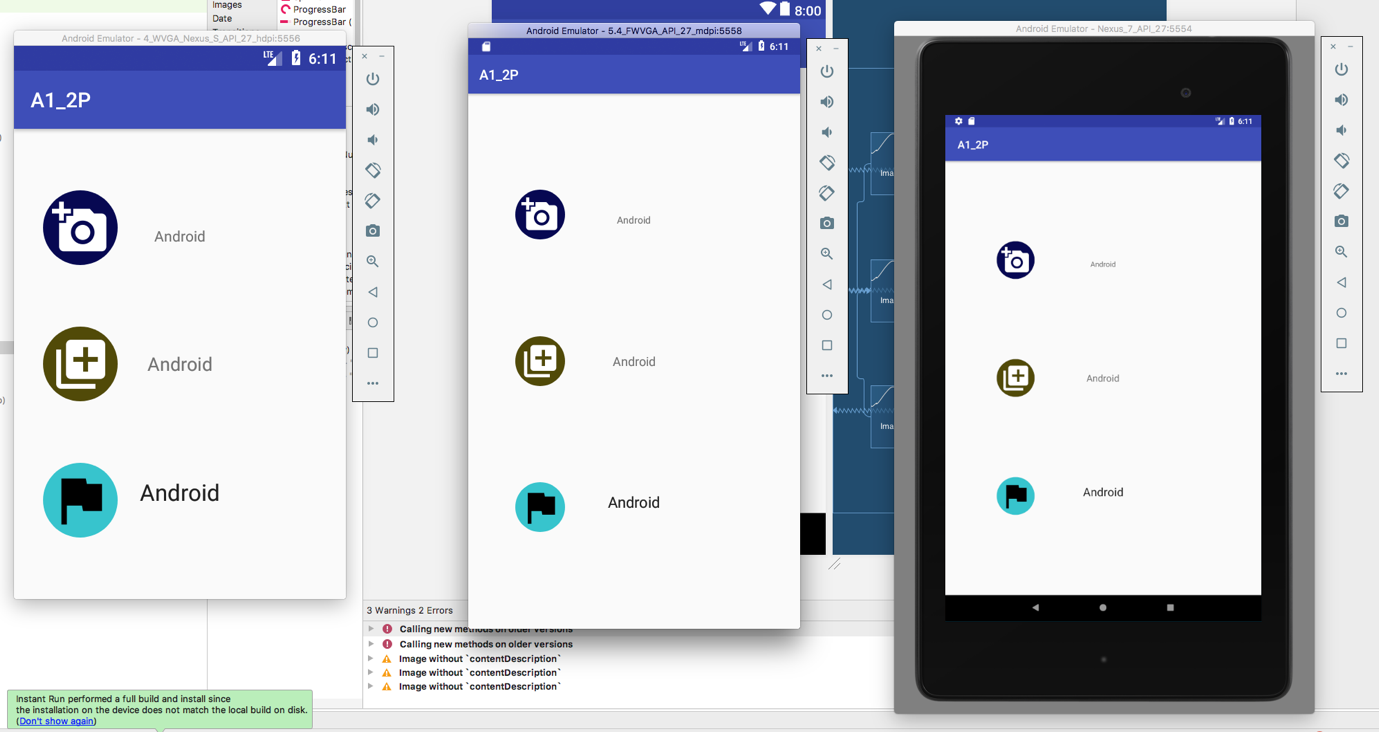 Images
Date
ProgressBar
ProgressBar (
8:00
Android Emulator - 4_WVGA_Nexus_S_API_27_hdpi:5556
LTE 6:11
A1_2P
Android
Android
Android
Android Emulator - 5.4_FWVGA_API_27_mdpi:5558
6:11
A1_2P
Android
Android
Android
Ima
Ima
Ima
Android Emulator - Nexus_7_API_27:5554
6:11
A1_2P
Android
Android
Android
3 Warnings 2 Errors
Calling new methods on older versions
Calling new methods on older versions
Image without `contentDescription`
Image without `contentDescription`
Image without `contentDescription`
Instant Run performed a full build and install since
the installation on the device does not match the local build on disk.
(Don't show again)